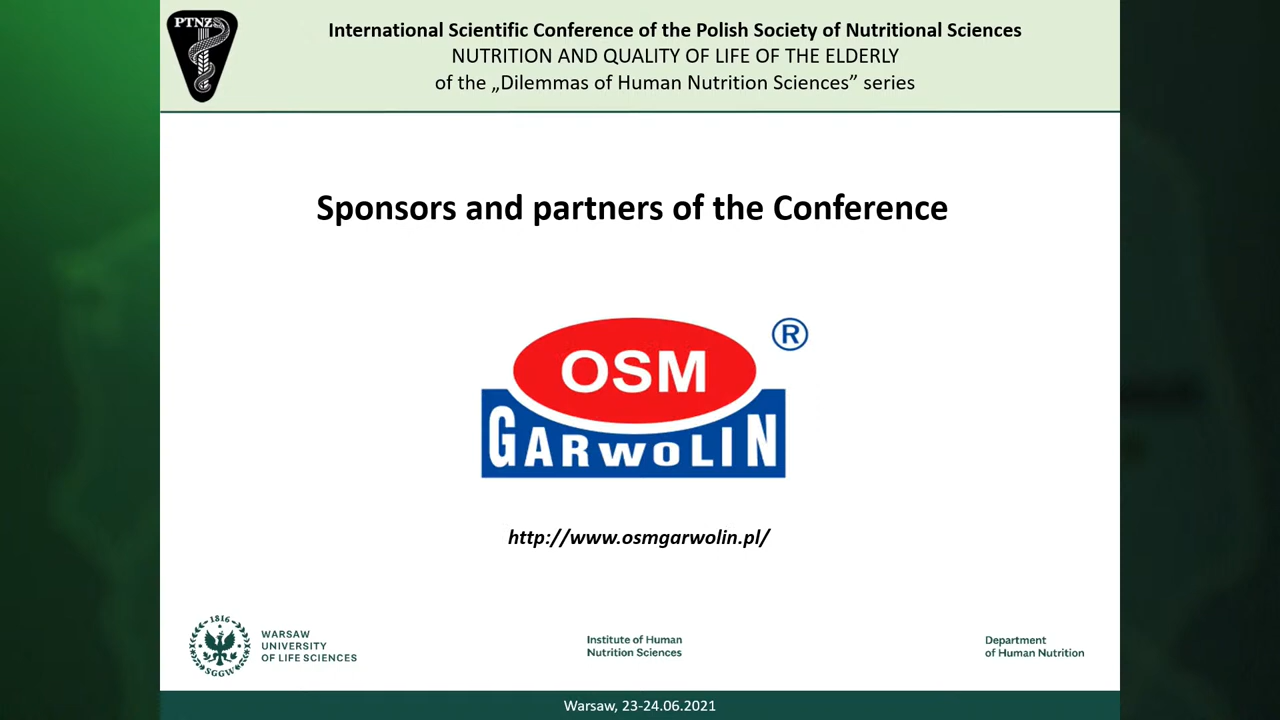 PTNZ
International Scientific Conference of the Polish Society of Nutritional Sciences
NUTRITION AND QUALITY OF LIFE OF THE ELDERLY
of the „Dilemmas of Human Nutrition Sciences” series
Sponsors and partners of the Conference
OSM
®
GARWOLIN
http://www.osmgarwolin.pl/
1816
SGGW
WARSAW
UNIVERSITY
OF LIFE SCIENCES
Institute of Human
Nutrition Sciences
Department
of Human Nutrition
Warsaw, 23-24.06.2021